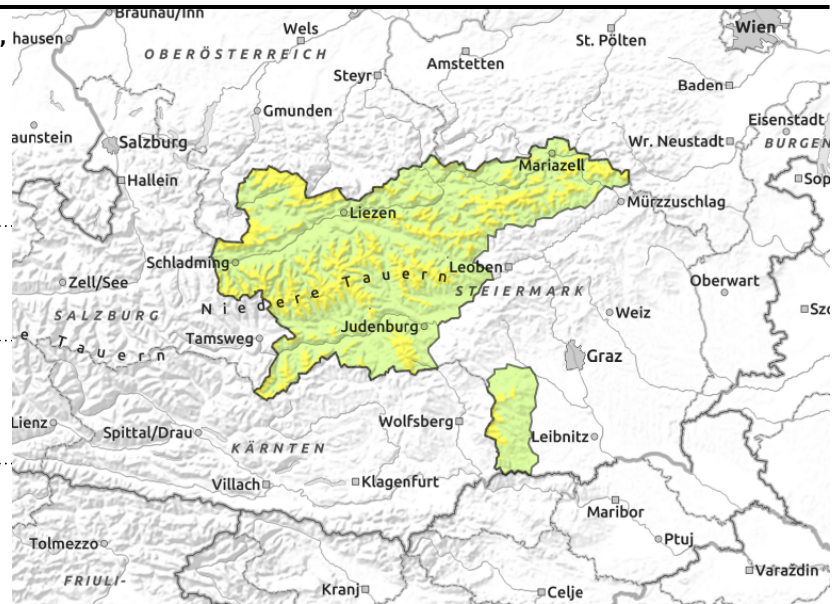 Braunau/Inn
,
hausen
Wels
Wien
OBERÖSTERREICH
St. Pölten
Amstetten
Steyr
Baden
Gmunden
Eisenstadt
aunstein
Salzburg
Wr. Neustadt
BURGEN
Mariazell
Hallein
Sop
Mürzzuschlag
Liezen
Schladming
Leoben
Zell/See
Niedere Tauern
STEIERMARK
Oberwart
SALZBURG
Weiz
Szo
Judenburg
Tamsweg
e Tauern
Graz
Lienz
Wolfsberg
Spittal/Drau
Leibnitz
KÄRNTEN
Villach
Klagenfurt
Maribor
Tolmezzo
Ptuj
Varaždin
FRIULI-
Kranj
Celje